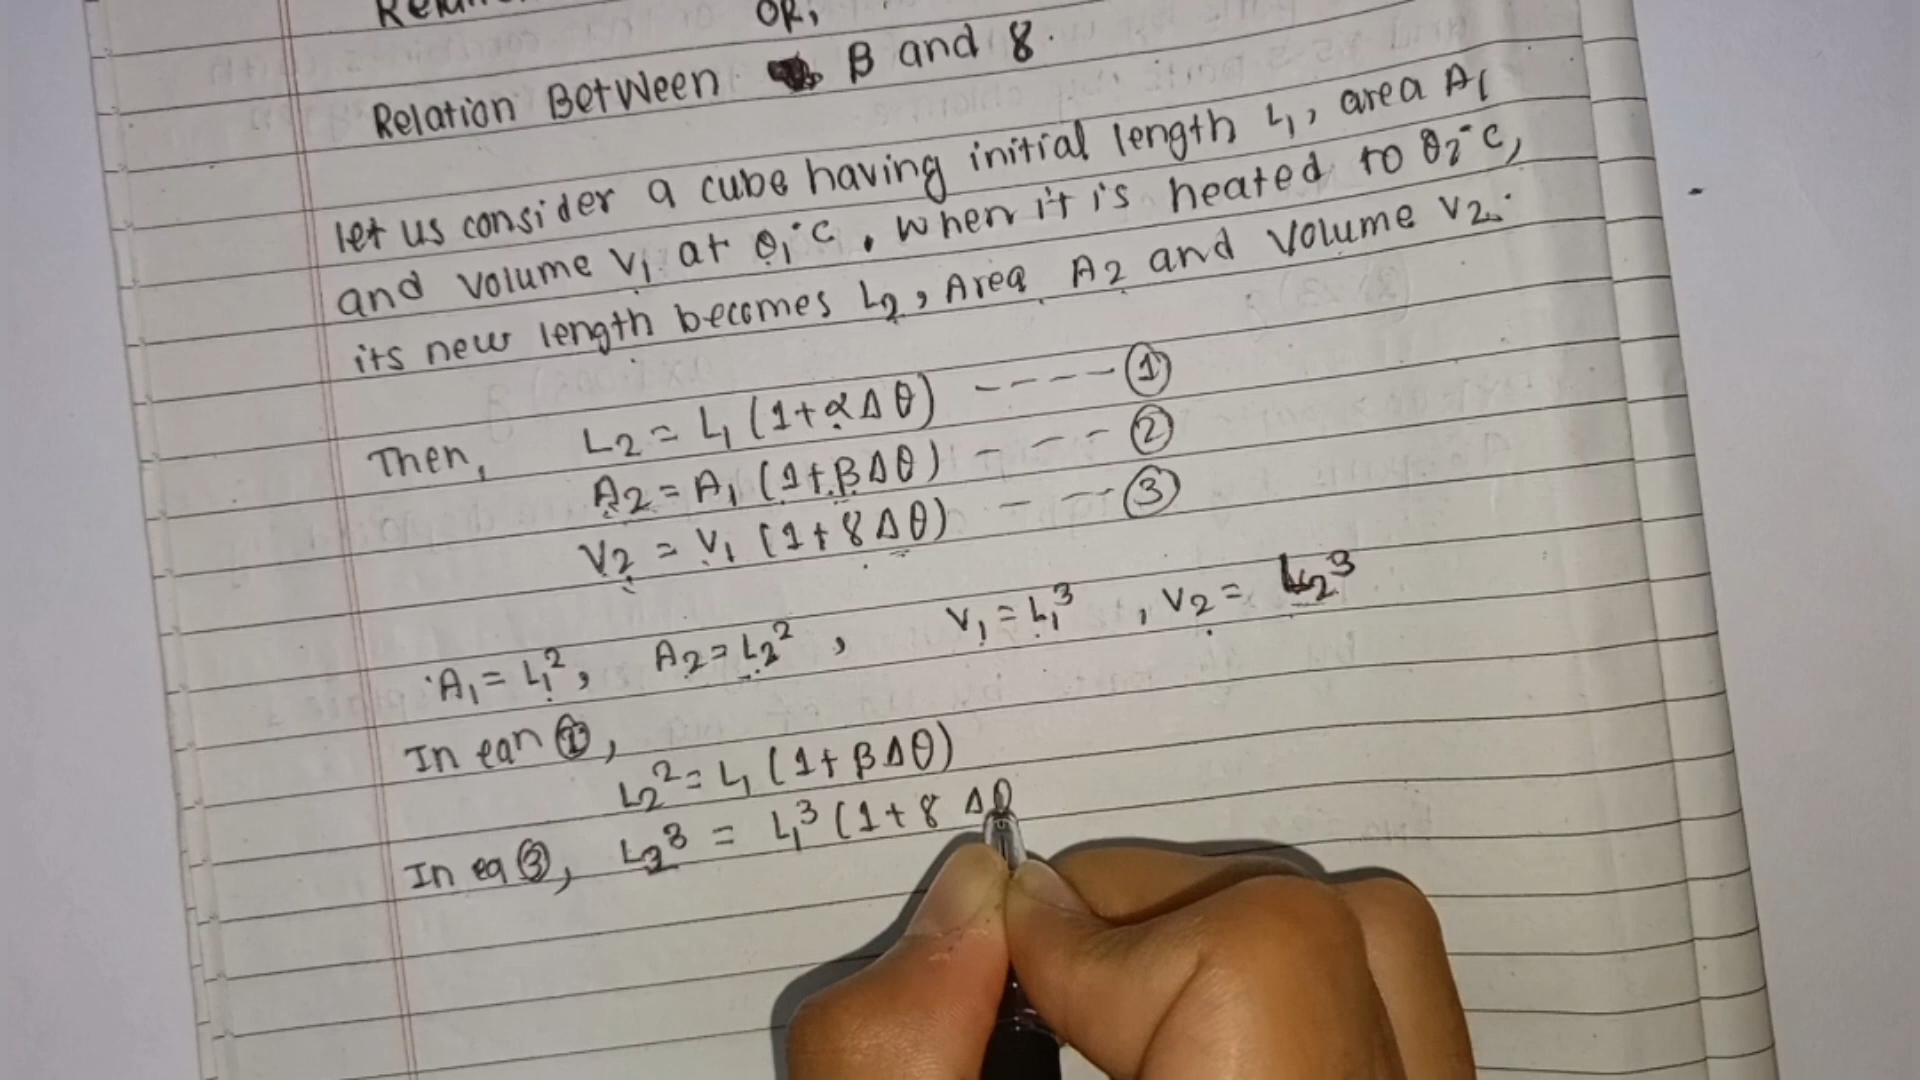 OR,
Relation Between β and 8.
let us consider a cube having initial length L₁, area A₁
and volume V₁ at θ₁°C. When it is heated to θ₂°C,
its new length becomes L₂, Area A₂ and volume V₂.
Then, L₂ = L₁ (1+αΔθ) ----- ①
A₂ = A₁ (1+βΔθ) - - - - ②
V₂ = V₁ (1+8Δθ) - - -- ③
A₁ = L₁², A₂ = L₂², V₁ = L₁³, V₂ = L₂³
In eqn ②,
L₂² = L₁ (1+ βΔθ)
In eq ③, L₂³ = L₁³ (1+8 Δθ